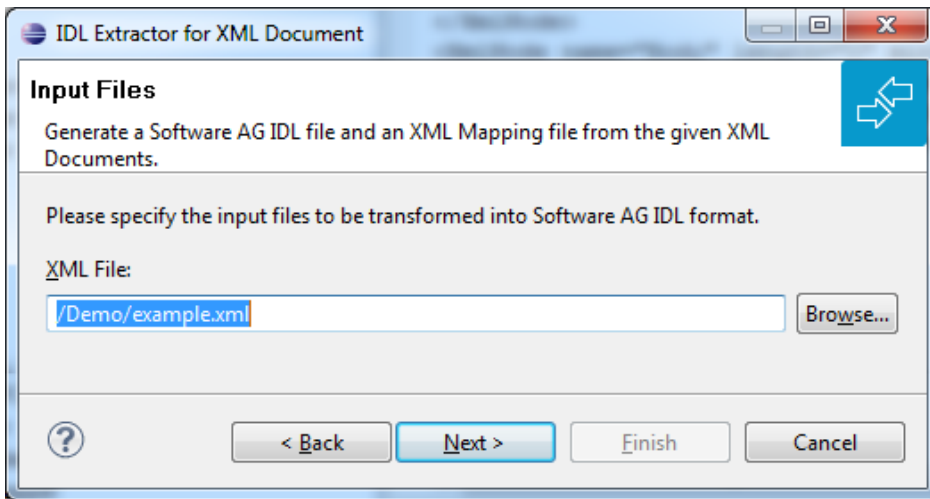 IDL Extractor for XML Document
Input Files
Generate a Software AG IDL file and an XML Mapping file from the given XML
Documents.
Please specify the input files to be transformed into Software AG IDL format.
XML File:
/Demo/example.xml
Browse...
?
< Back
Next >
Finish
Cancel